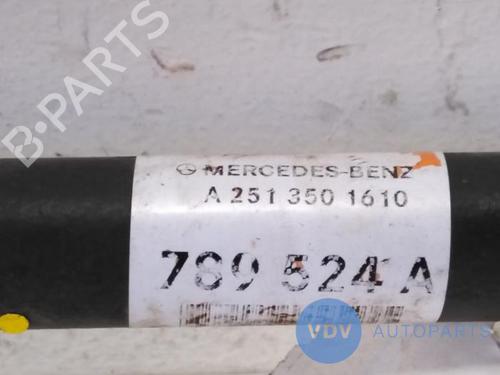 B-PARTS
MERCEDES-BENZ
A 251 350 1610
789 524 A
VDV AUTOPARTS